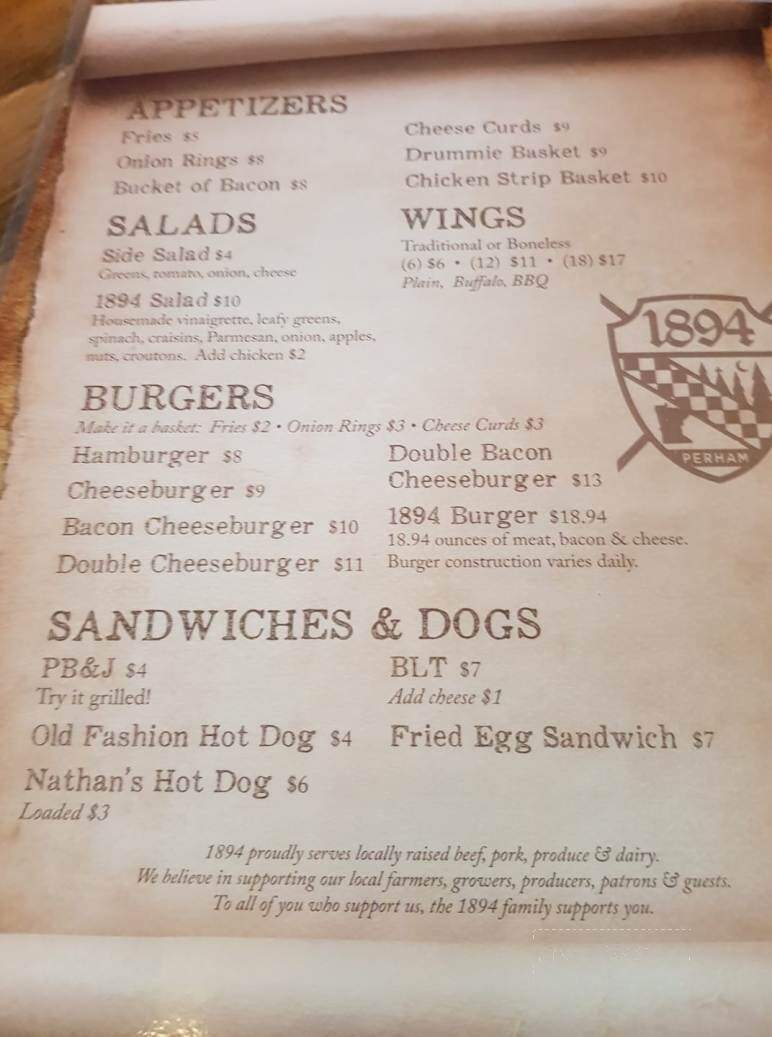 APPETIZERS
Fries $5
Onion Rings $8
Bucket of Bacon $8
Cheese Curds $9
Drummie Basket $9
Chicken Strip Basket $10
SALADS
Side Salad $4
Greens, tomato, onion, cheese
1894 Salad $10
Housemade vinaigrette, leafy greens,
spinach, craisins, Parmesan, onion, apples,
nuts, croutons. Add chicken $2
WINGS
Traditional or Boneless
(6) $6 • (12) $11 • (18) $17
Plain, Buffalo, BBQ
1894
PERHAM
BURGERS
Make it a basket: Fries $2 • Onion Rings $3 • Cheese Curds $3
Hamburger $8
Cheeseburger $9
Bacon Cheeseburger $10
Double Cheeseburger $11
Double Bacon
Cheeseburger $13
1894 Burger $18.94
18.94 ounces of meat, bacon & cheese.
Burger construction varies daily.
SANDWICHES & DOGS
PB&J $4
Try it grilled!
Old Fashion Hot Dog $4
Nathan's Hot Dog $6
Loaded $3
BLT $7
Add cheese $1
Fried Egg Sandwich $7
1894 proudly serves locally raised beef, pork, produce & dairy.
We believe in supporting our local farmers, growers, producers, patrons & guests.
To all of you who support us, the 1894 family supports you.